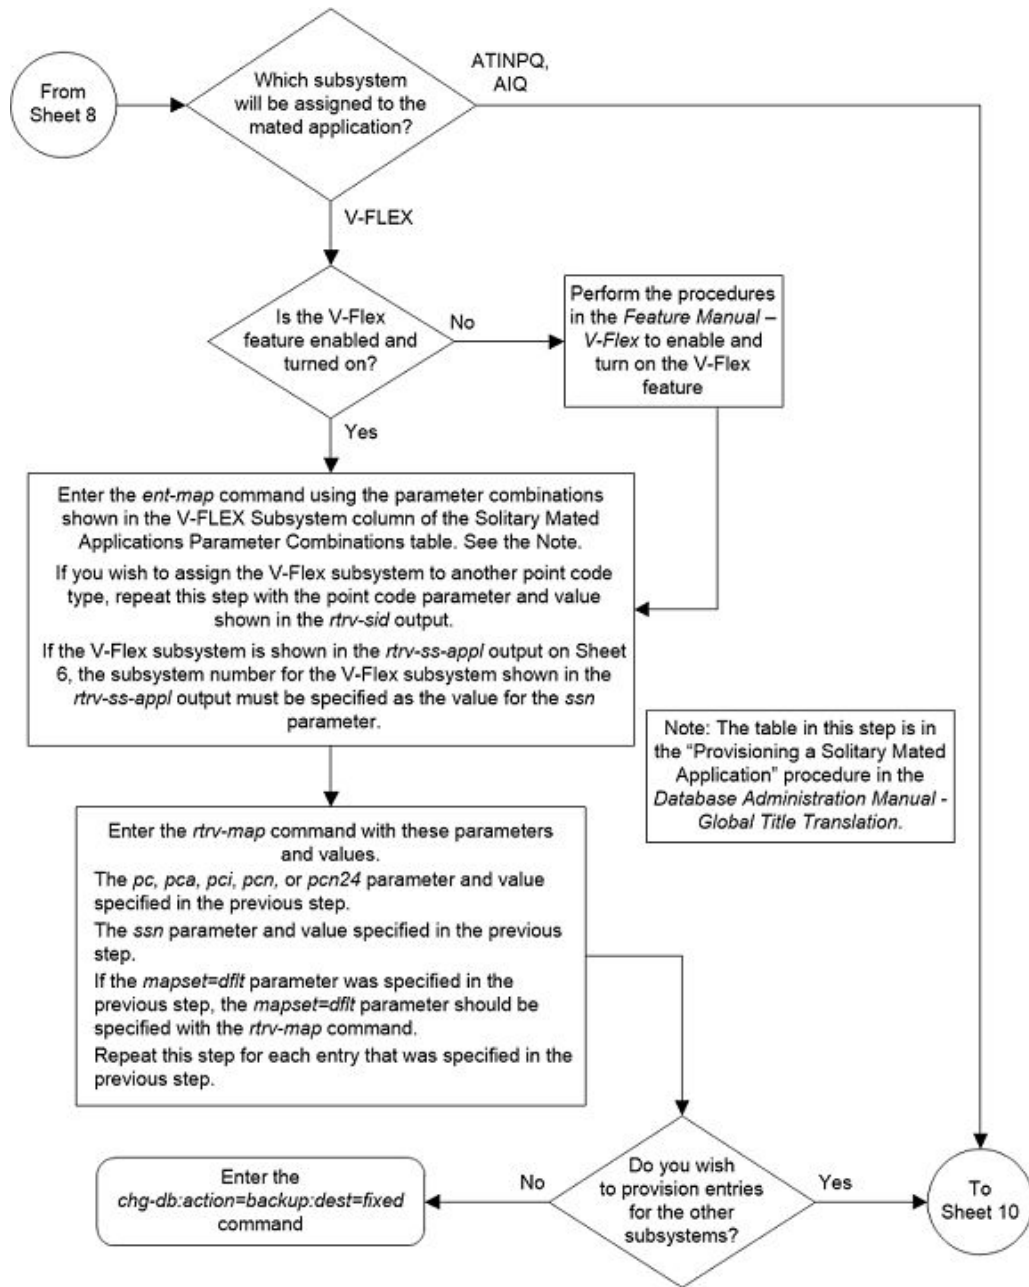 From
Sheet 8
Which subsystem
will be assigned to the
mated application?
ATINPQ,
AIQ
V-FLEX
Is the V-Flex
feature enabled and
turned on?
No
Perform the procedures
in the Feature Manual –
V-Flex to enable and
turn on the V-Flex
feature
Yes
Enter the ent-map command using the parameter combinations
shown in the V-FLEX Subsystem column of the Solitary Mated
Applications Parameter Combinations table. See the Note.
If you wish to assign the V-Flex subsystem to another point code
type, repeat this step with the point code parameter and value
shown in the rtrv-sid output.
If the V-Flex subsystem is shown in the rtrv-ss-appl output on Sheet
6, the subsystem number for the V-Flex subsystem shown in the
rtrv-ss-appl output must be specified as the value for the ssn
parameter.
Note: The table in this step is in
the “Provisioning a Solitary Mated
Application” procedure in the
Database Administration Manual -
Global Title Translation.
Enter the rtrv-map command with these parameters
and values.
The pc, pca, pci, pcn, or pcn24 parameter and value
specified in the previous step.
The ssn parameter and value specified in the previous
step.
If the mapset=dflt parameter was specified in the
previous step, the mapset=dflt parameter should be
specified with the rtrv-map command.
Repeat this step for each entry that was specified in the
previous step.
Do you wish
to provision entries
for the other
subsystems?
No
Enter the
chg-db:action=backup:dest=fixed
command
Yes
To
Sheet 10